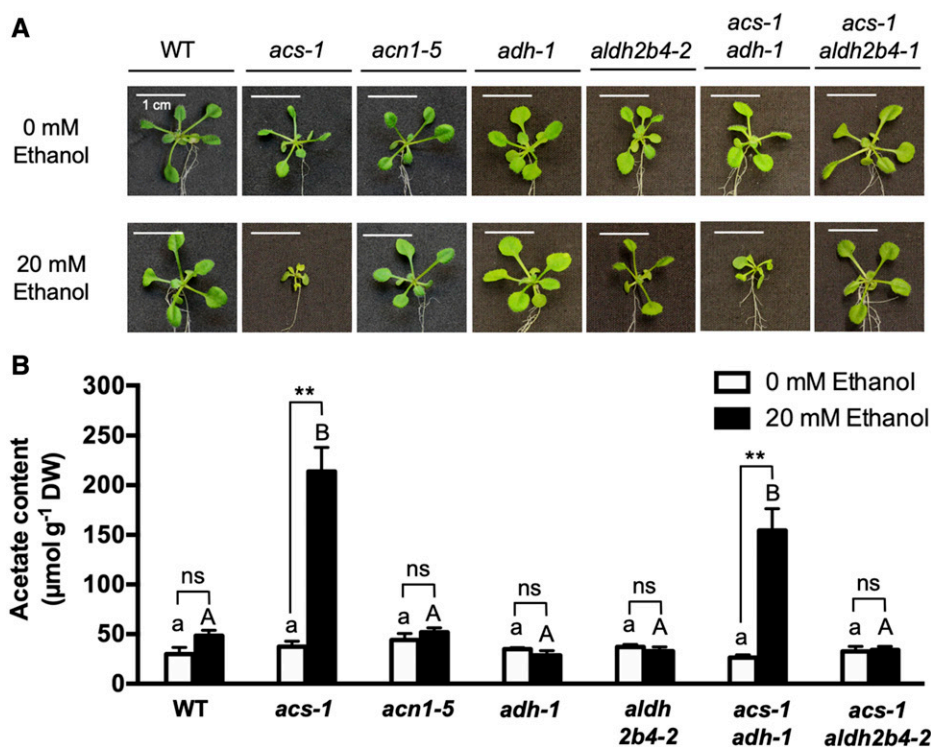 A
WT
acs-1
acn1-5
adh-1
aldh2b4-2
acs-1
adh-1
acs-1
aldh2b4-1
0 mM
Ethanol
1 cm
20 mM
Ethanol
B
Acetate content
(µmol g⁻¹ DW)
300
250
200
150
100
50
0
0 mM Ethanol
20 mM Ethanol
ns
a A
**
a B
ns
a A
ns
a A
ns
a A
**
a B
ns
a A
WT
acs-1
acn1-5
adh-1
aldh
2b4-2
acs-1
adh-1
acs-1
aldh2b4-2